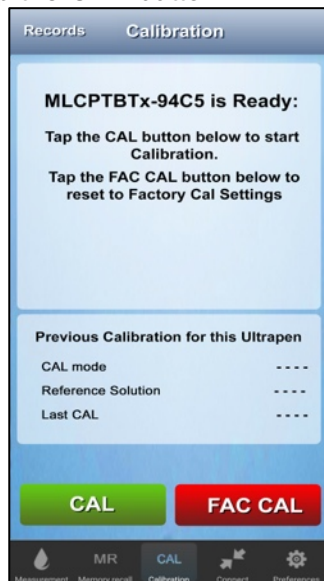 Records Calibration
MLCPTBTx-94C5 is Ready:
Tap the CAL button below to start
Calibration.
Tap the FAC CAL button below to
reset to Factory Cal Settings
Previous Calibration for this Ultrapen
CAL mode ----
Reference Solution ----
Last CAL ----
CAL FAC CAL
MR CAL
Measurement Memory recall Calibration Connect Preferences